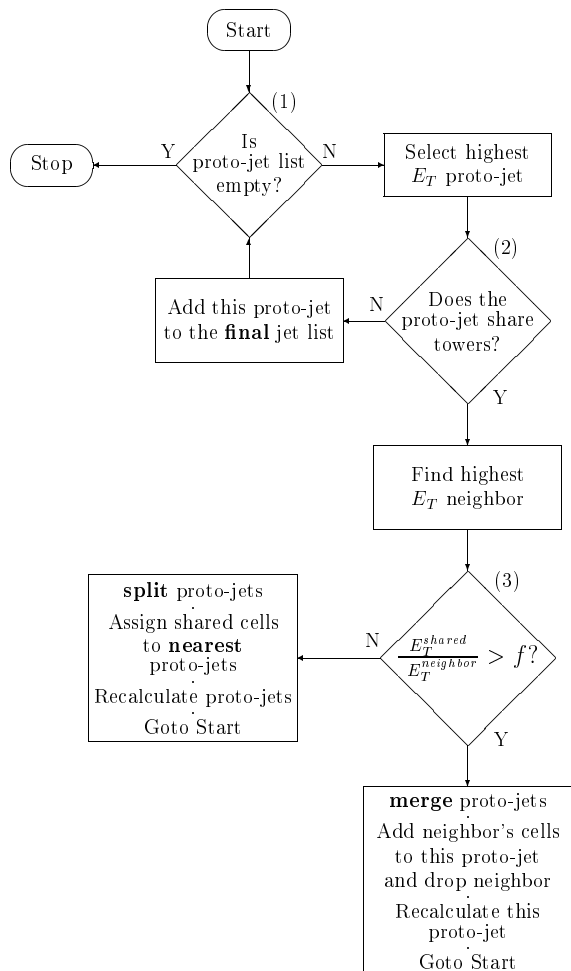 Start
(1)
Is
proto-jet list
empty?
Y
N
Stop
Select highest
E_T proto-jet
(2)
Does the
proto-jet share
towers?
N
Y
Add this proto-jet
to the final jet list
Find highest
E_T neighbor
(3)
E_T^{shared} / E_T^{neighbor} > f?
N
Y
split proto-jets
Assign shared cells
to nearest
proto-jets
Recalculate proto-jets
Goto Start
merge proto-jets
Add neighbor's cells
to this proto-jet
and drop neighbor
Recalculate this
proto-jet
Goto Start